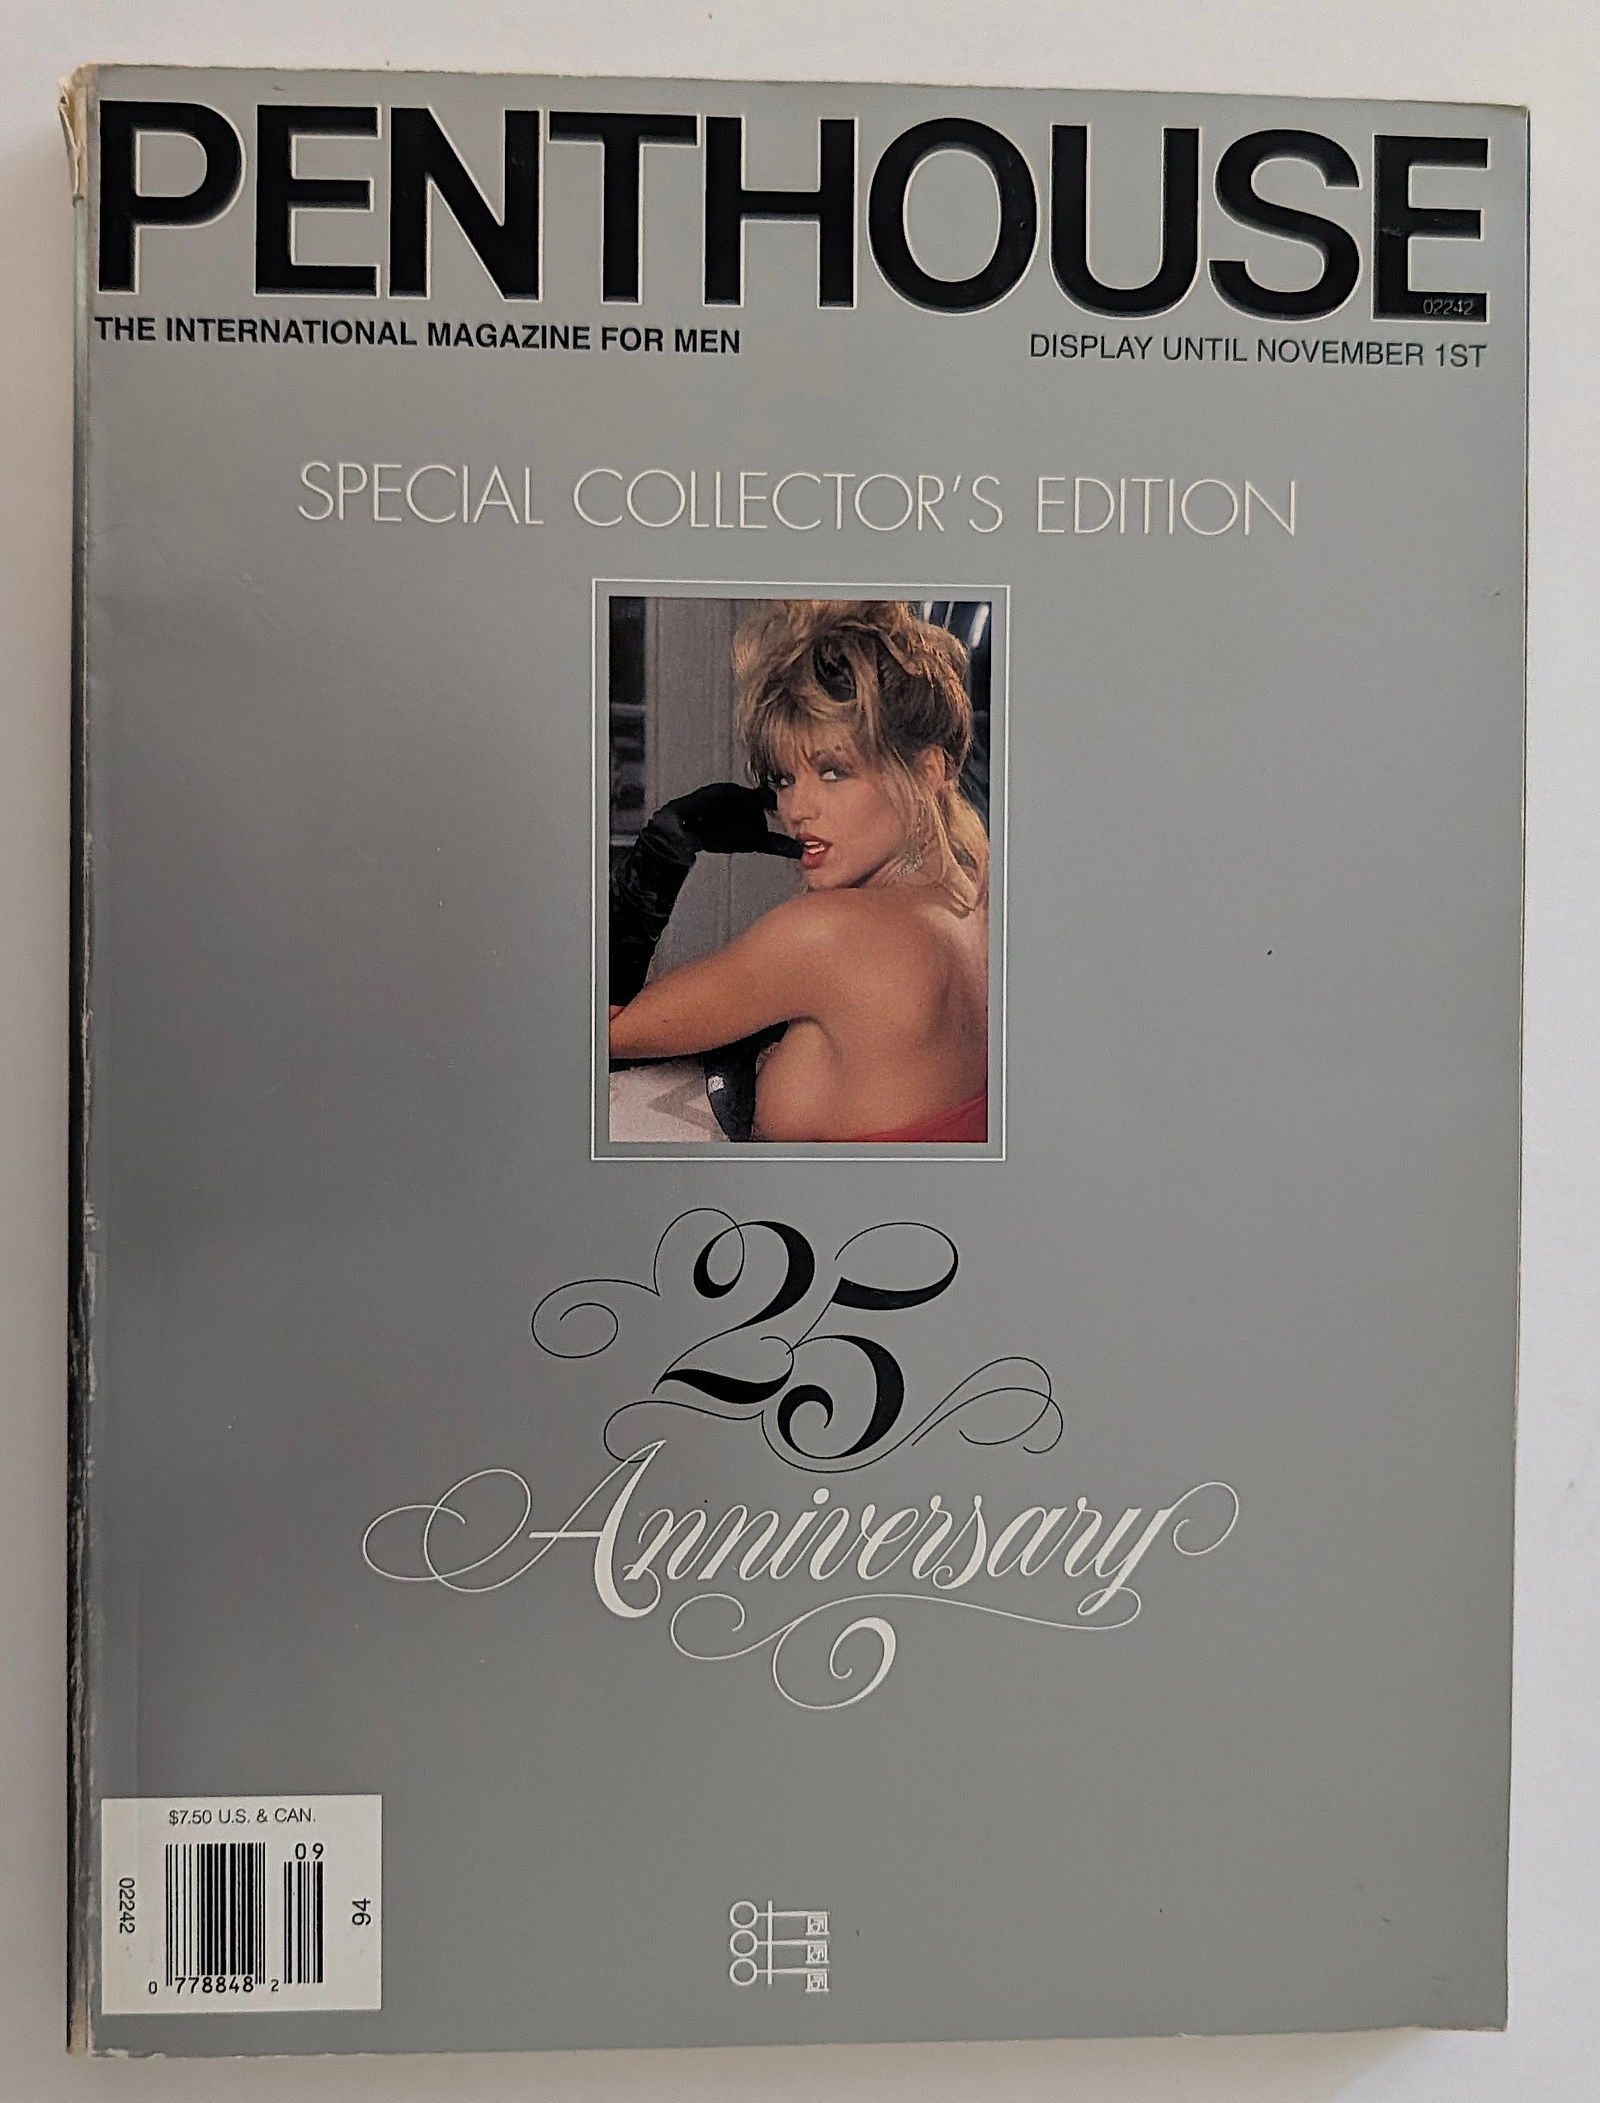 PENTHOUSE
02242
THE INTERNATIONAL MAGAZINE FOR MEN
DISPLAY UNTIL NOVEMBER 1ST
SPECIAL COLLECTOR'S EDITION
25
Anniversary
$7.50 U.S. & CAN.
09
02242
94
0 778848 2